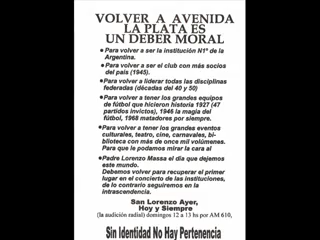 VOLVER A AVENIDA
LA PLATA ES
UN DEBER MORAL
● Para volver a ser la institución Nº1 de la
Argentina.
● Para volver a ser el club con más socios
del país (1945).
● Para volver a liderar todas las disciplinas
federadas (décadas del 40 y 50)
● Para volver a tener los grandes equipos
de fútbol que hicieron historia 1927 (47
partidos invictos), 1946 la magia del
fútbol, 1968 matadores por siempre.
● Para volver a tener los grandes eventos
culturales, teatro, cine, carnavales, bi-
blioteca con más de once mil volúmenes.
Para que le podamos mirar la cara al
● Padre Lorenzo Massa el día que dejemos
este mundo.
Debemos volver para recuperar el primer
lugar en el concierto de las instituciones,
de lo contrario seguiremos en la
intrascendencia.
San Lorenzo Ayer,
Hoy y Siempre
(la audición radial) domingos 12 a 13 hs por AM 610,
Sin Identidad No Hay Pertenencia